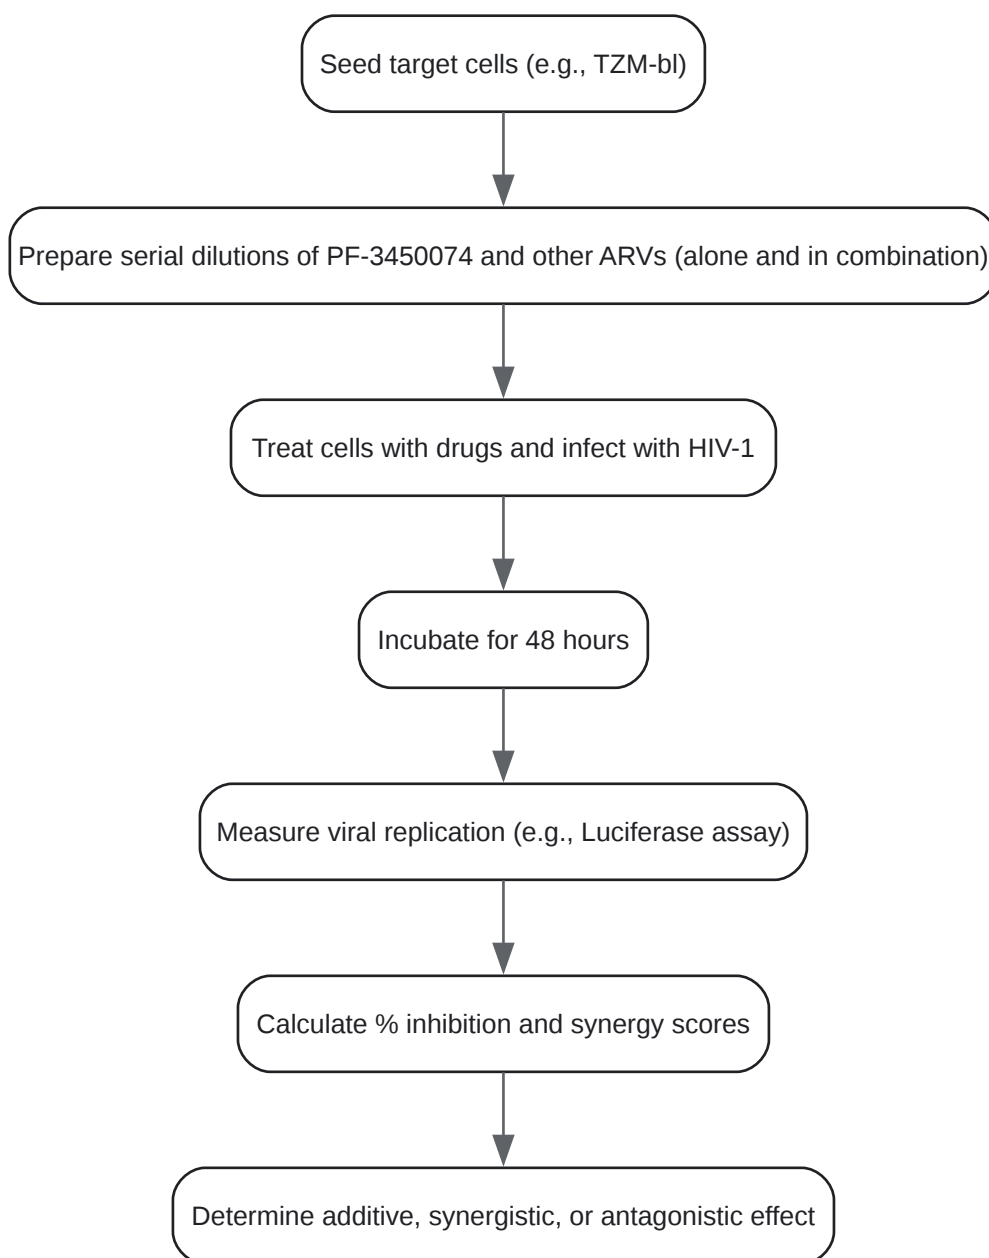 Seed target cells (e.g., TZM-bl)
Prepare serial dilutions of PF-3450074 and other ARVs (alone and in combination)
Treat cells with drugs and infect with HIV-1
Incubate for 48 hours
Measure viral replication (e.g., Luciferase assay)
Calculate % inhibition and synergy scores
Determine additive, synergistic, or antagonistic effect